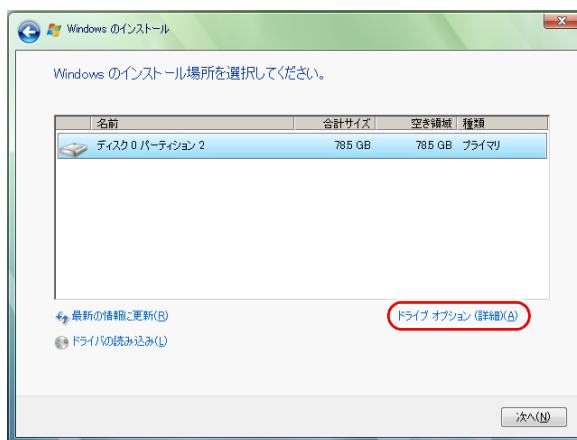 Windows のインストール
Windows のインストール場所を選択してください。
名前 合計サイズ 空き領域 種類
ディスク 0 パーティション 2 78.5 GB 78.5 GB プライマリ
最新の情報に更新(R) ドライブ オプション (詳細)(A)
ドライバの読み込み(L)
次へ(N)